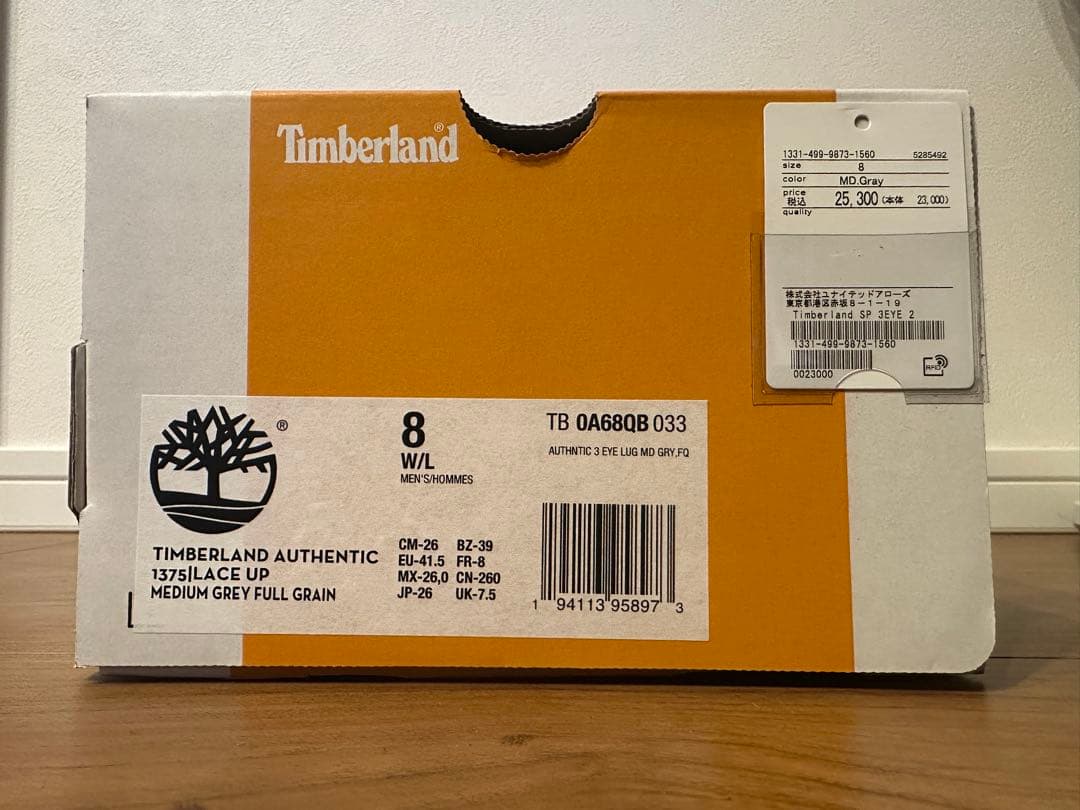 Timberland®
1331-499-9873-1560 5285492
size 8
color MD.Gray
price
税込 25,300 (本体 23,000)
quality
株式会社ユナイテッドアローズ
東京都港区赤坂8-1-19
Timberland SP 3EYE 2
1331-499-9873-1560
0023000
RFID
®
8
W/L
MEN'S/HOMMES
TB 0A68QB 033
AUTHNTIC 3 EYE LUG MD GRY,FQ
TIMBERLAND AUTHENTIC
1375|LACE UP
MEDIUM GREY FULL GRAIN
CM-26 BZ-39
EU-41.5 FR-8
MX-26,0 CN-260
JP-26 UK-7.5
1 94113 95897 3